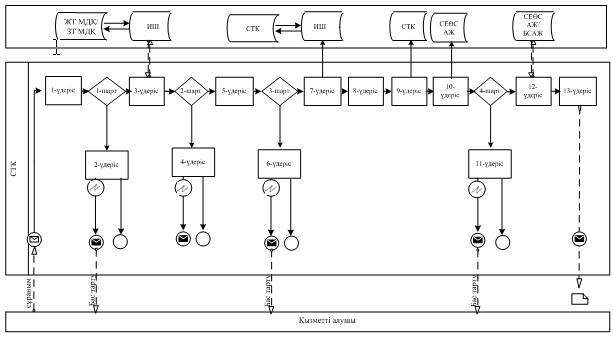 ЖТ МДҚ/
ЗТ МДҚ
ИШ
СТК
ИШ
СТК
СЕӨС
АЖ
СЕӨС
АЖ/
БСАЖ
СТК
1-үдеріс
1-шарт
3-үдеріс
2-шарт
5-үдеріс
3-шарт
7-үдеріс
8-үдеріс
9-үдеріс
10-
үдеріс
4-шарт
12-
үдеріс
13-үдеріс
2-үдеріс
4-үдеріс
6-үдеріс
11-үдеріс
сұраным
Бас тарту
Бас тарту
Бас тарту
Қызметті алушы